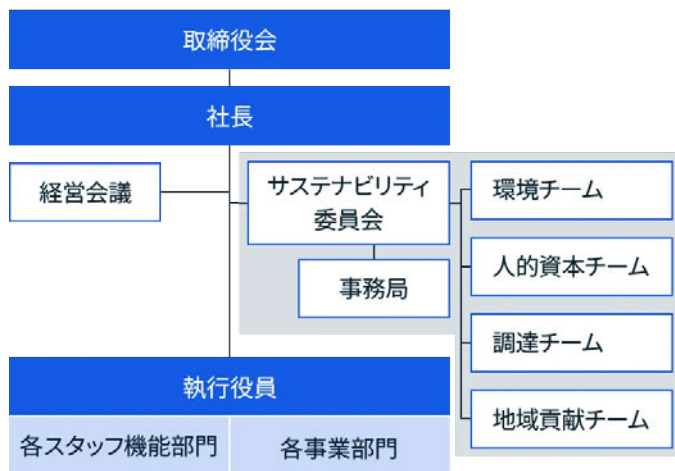 取締役会
社長
経営会議
サステナビリティ
委員会
事務局
環境チーム
人的資本チーム
調達チーム
地域貢献チーム
執行役員
各スタッフ機能部門
各事業部門